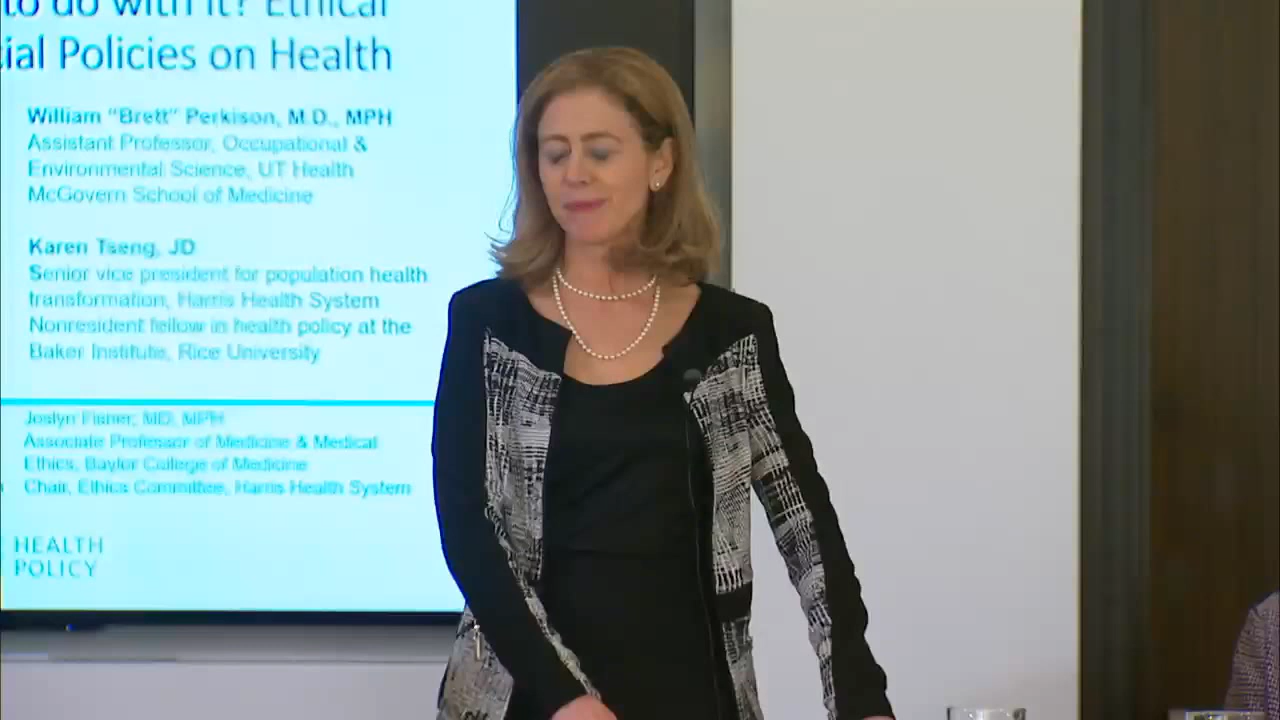 to do with it? Ethical
cial Policies on Health
William "Brett" Perkison, M.D., MPH
Assistant Professor, Occupational &
Environmental Science, UT Health
McGovern School of Medicine
Karen Tseng, JD
Senior vice president for population health
transformation, Harris Health System
Nonresident fellow in health policy at the
Baker Institute, Rice University
Joslyn Fisher, MD, MPH
Associate Professor of Medicine & Medical
Ethics, Baylor College of Medicine
Chair, Ethics Committee, Harris Health System
HEALTH
POLICY